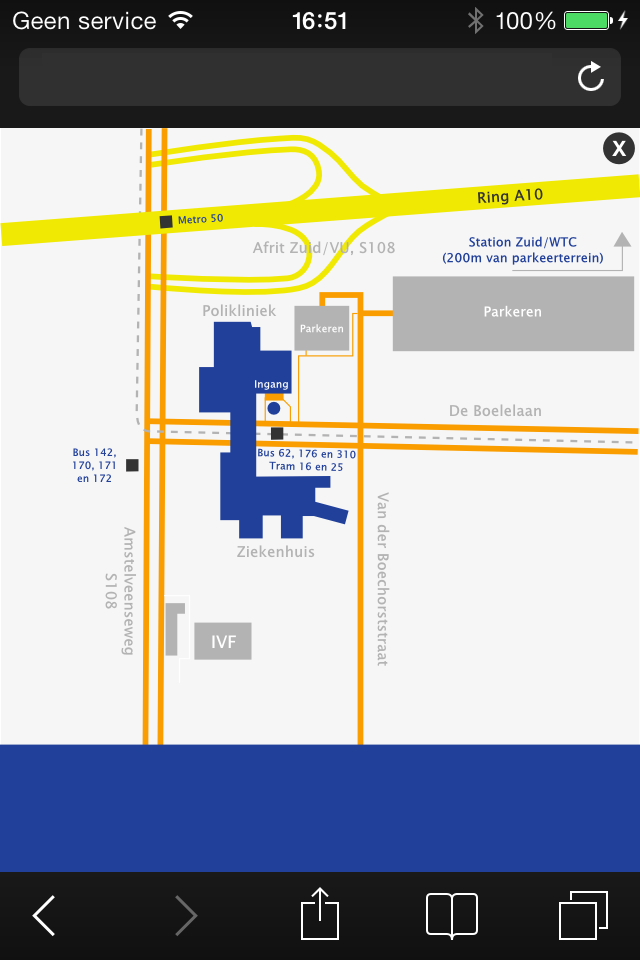 Geen service 16:51 100%
X
Ring A10
Metro 50
Station Zuid/WTC
(200m van parkeerterrein)
Afrit Zuid/VU, S108
Polikliniek
Parkeren
Parkeren
Ingang
De Boelelaan
Bus 142,
170, 171
en 172
Bus 62, 176 en 310
Tram 16 en 25
Van der Boechorststraat
Amstelveenseweg
S108
Ziekenhuis
IVF